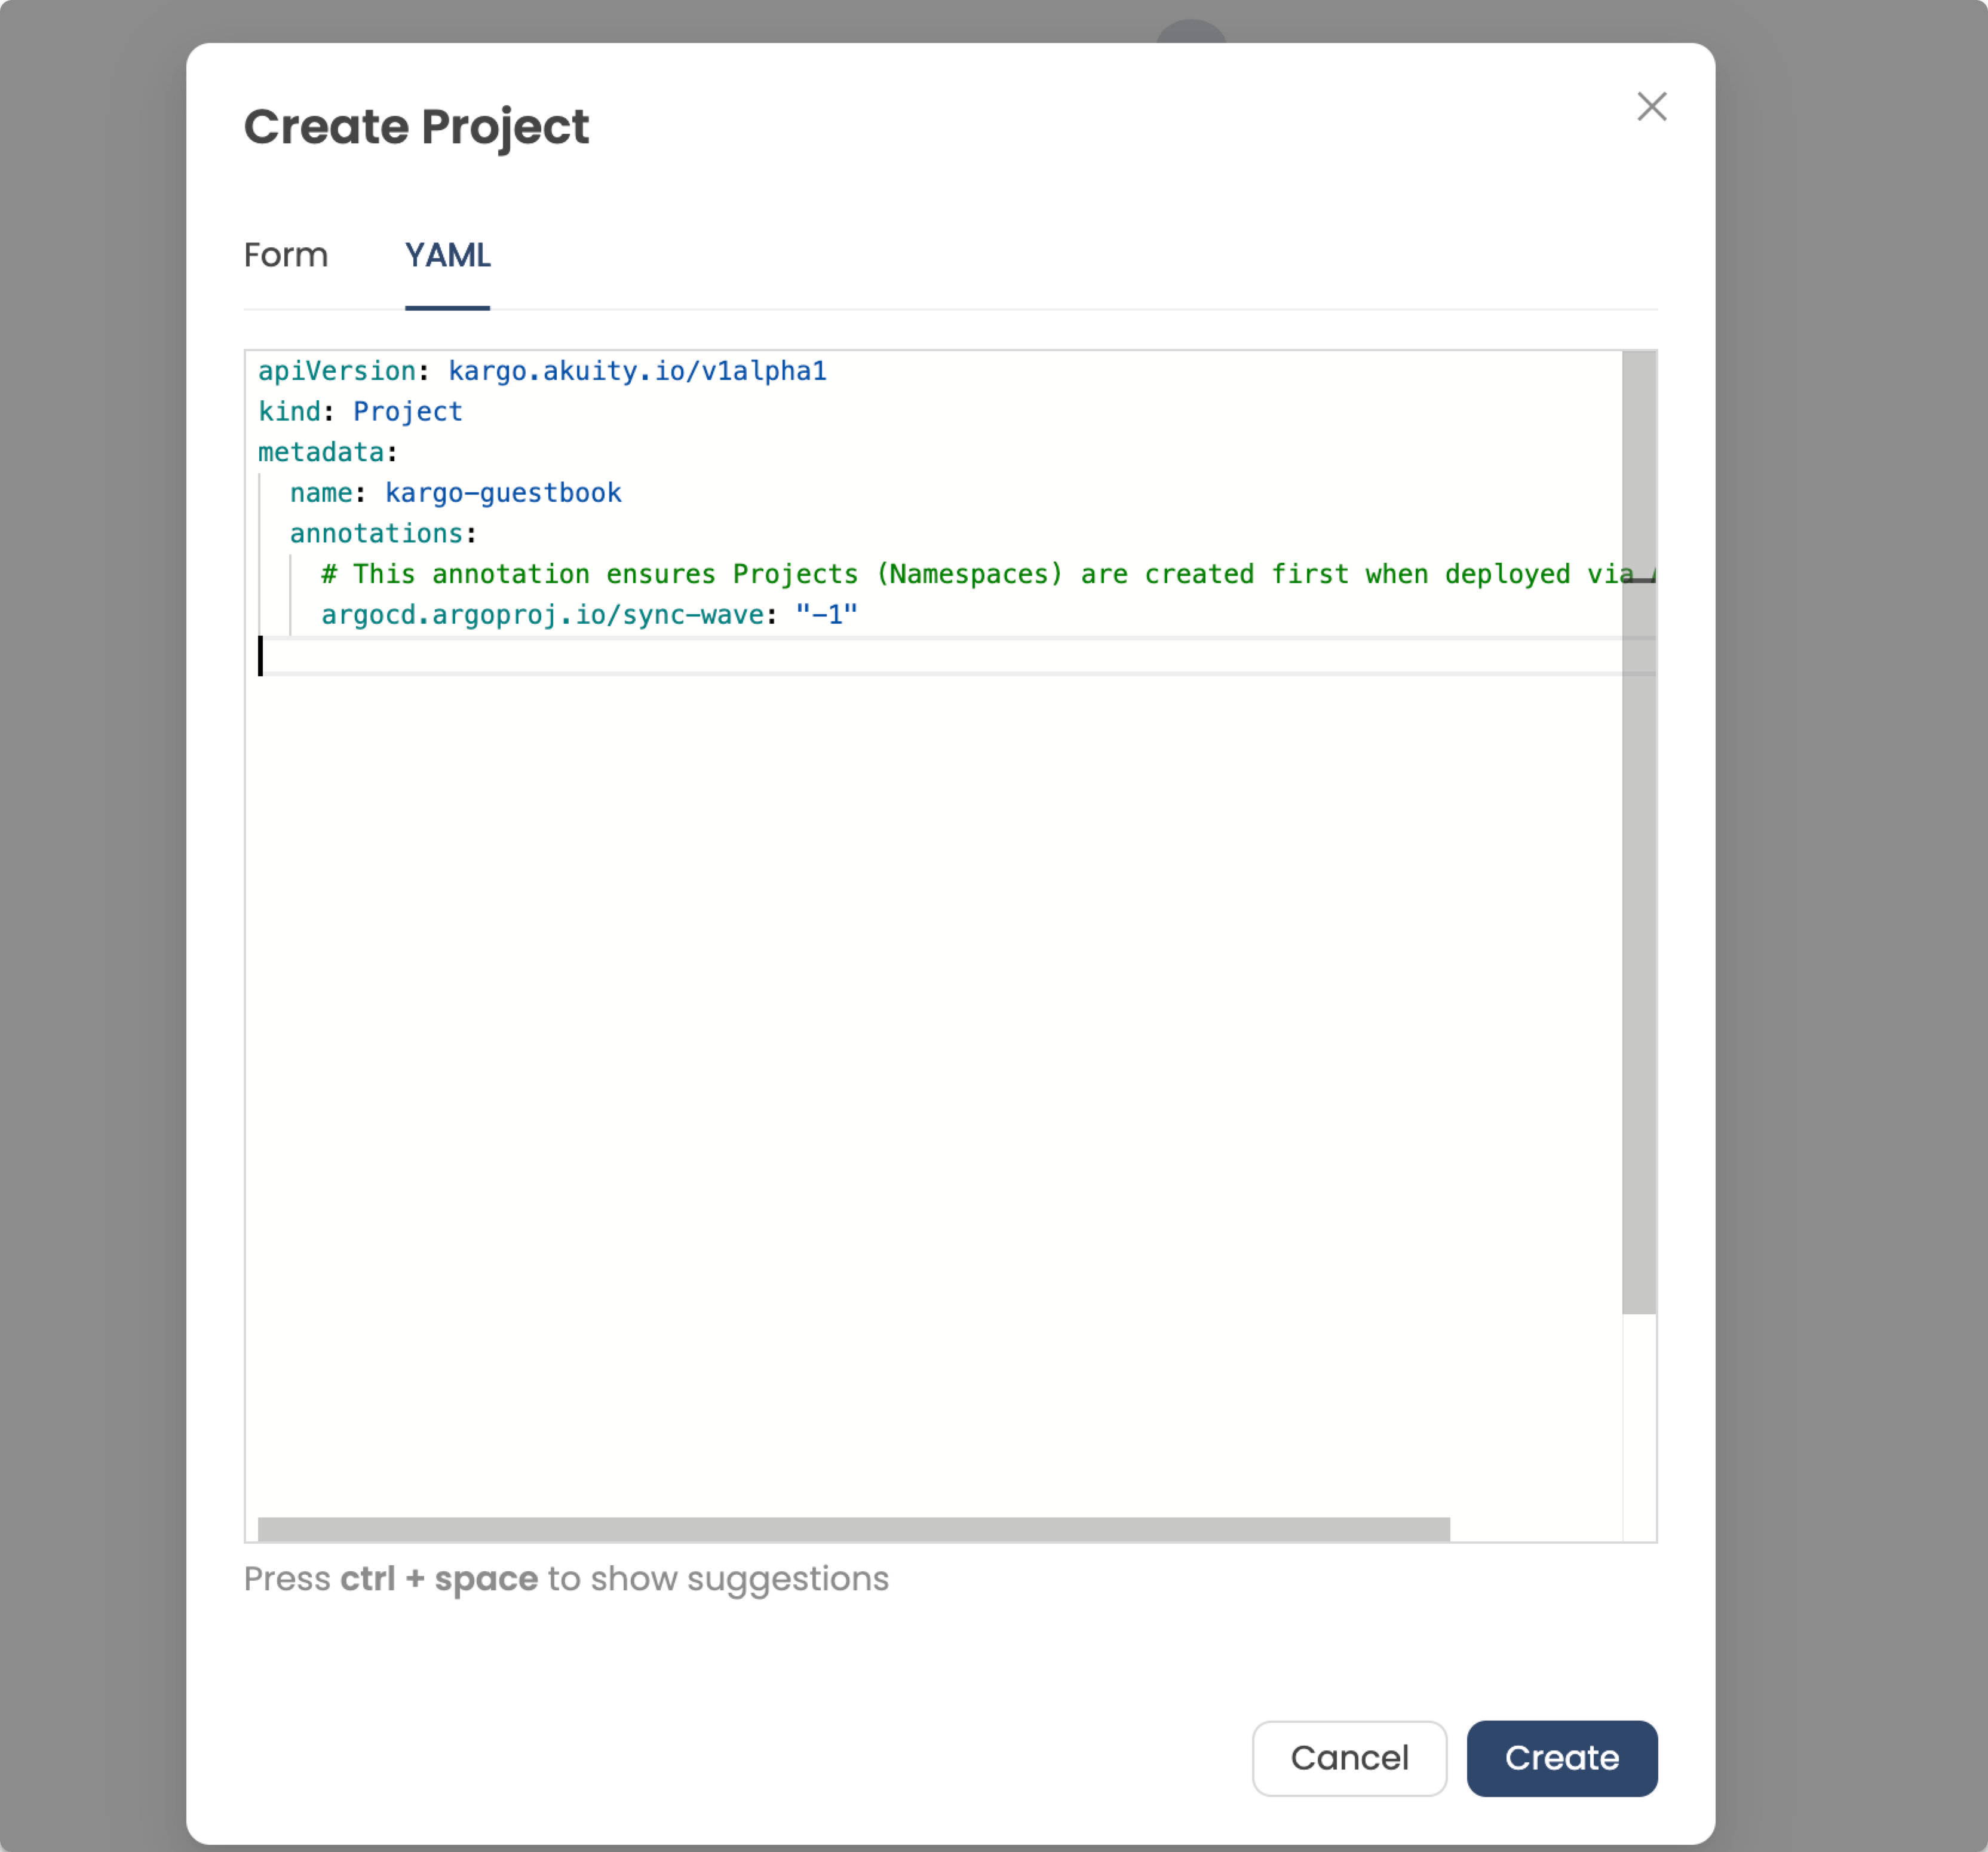 Create Project
Form YAML
apiVersion: kargo.akuity.io/v1alpha1
kind: Project
metadata:
  name: kargo-guestbook
  annotations:
    # This annotation ensures Projects (Namespaces) are created first when deployed via
    argocd.argoproj.io/sync-wave: "-1"
Press ctrl + space to show suggestions
Cancel Create